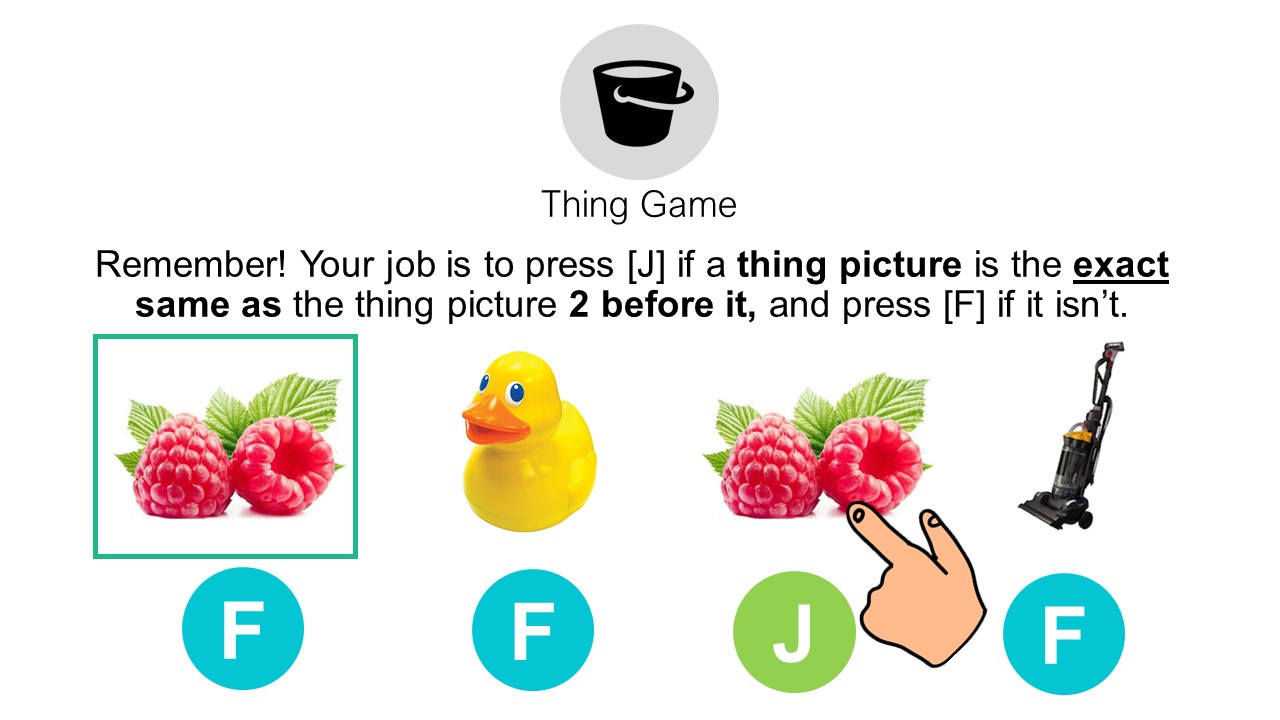 Thing Game
Remember! Your job is to press [J] if a thing picture is the exact
same as the thing picture 2 before it, and press [F] if it isn’t.
F F J F